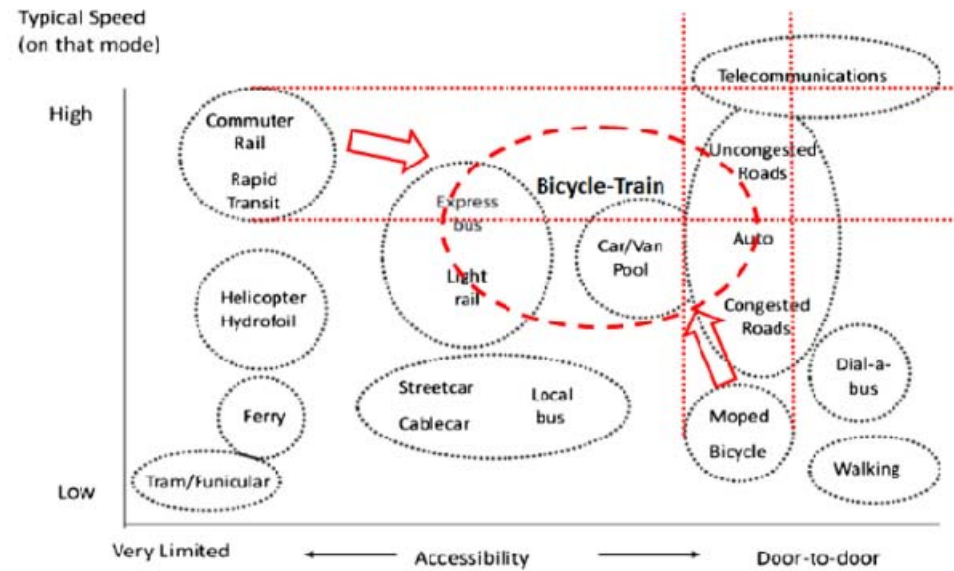 Typical Speed
(on that mode)
High
Telecommunications
Commuter
Rail
Rapid
Transit
Uncongested
Roads
Bicycle-Train
Express
bus
Light
rail
Car/Van
Pool
Auto
Congested
Roads
Helicopter
Hydrofoil
Dial-a-
bus
Streetcar
Cablecar
Local
bus
Ferry
Moped
Bicycle
Walking
Tram/Funicular
Low
Very Limited
Accessibility
Door-to-door